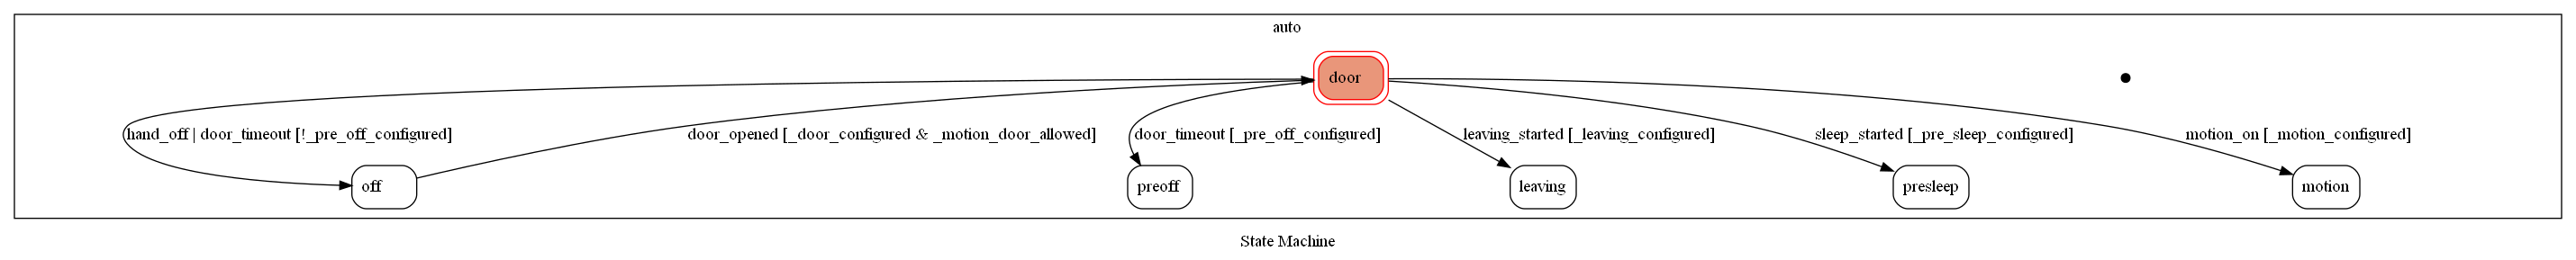 auto
door
hand_off | door_timeout [!_pre_off_configured]
door_opened [_door_configured & _motion_door_allowed]
door_timeout [_pre_off_configured]
leaving_started [_leaving_configured]
sleep_started [_pre_sleep_configured]
motion_on [_motion_configured]
off
preoff
leaving
presleep
motion
State Machine